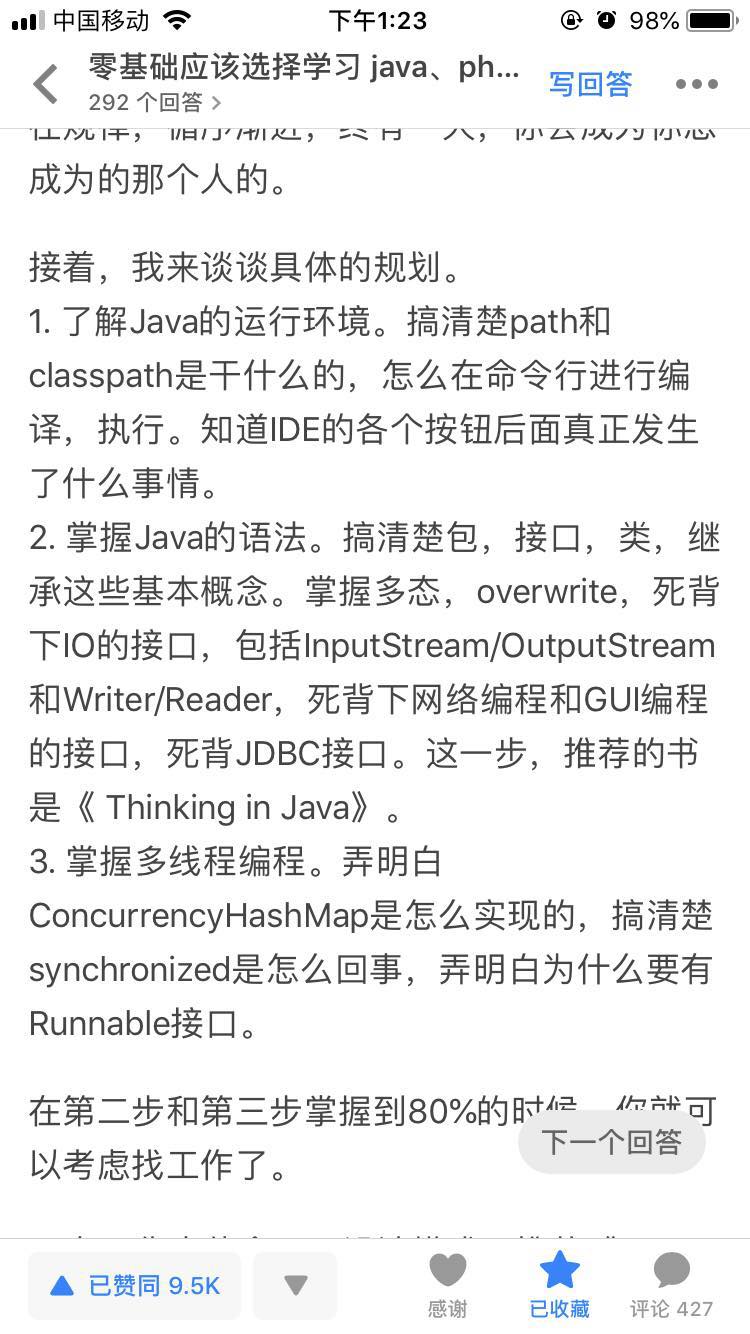 中国移动
下午1:23
98%
零基础应该选择学习 java、ph...
292 个回答
写回答
成为的那个人的。
接着，我来谈谈具体的规划。
1. 了解Java的运行环境。搞清楚path和
classpath是干什么的，怎么在命令行进行编
译，执行。知道IDE的各个按钮后面真正发生
了什么事情。
2. 掌握Java的语法。搞清楚包，接口，类，继
承这些基本概念。掌握多态，overwrite，死背
下IO的接口，包括InputStream/OutputStream
和Writer/Reader，死背下网络编程和GUI编程
的接口，死背JDBC接口。这一步，推荐的书
是《 Thinking in Java》。
3. 掌握多线程编程。弄明白
ConcurrencyHashMap是怎么实现的，搞清楚
synchronized是怎么回事，弄明白为什么要有
Runnable接口。
在第二步和第三步掌握到80%的时候，你就可
以考虑找工作了。
下一个回答
已赞同 9.5K
感谢
已收藏
评论 427